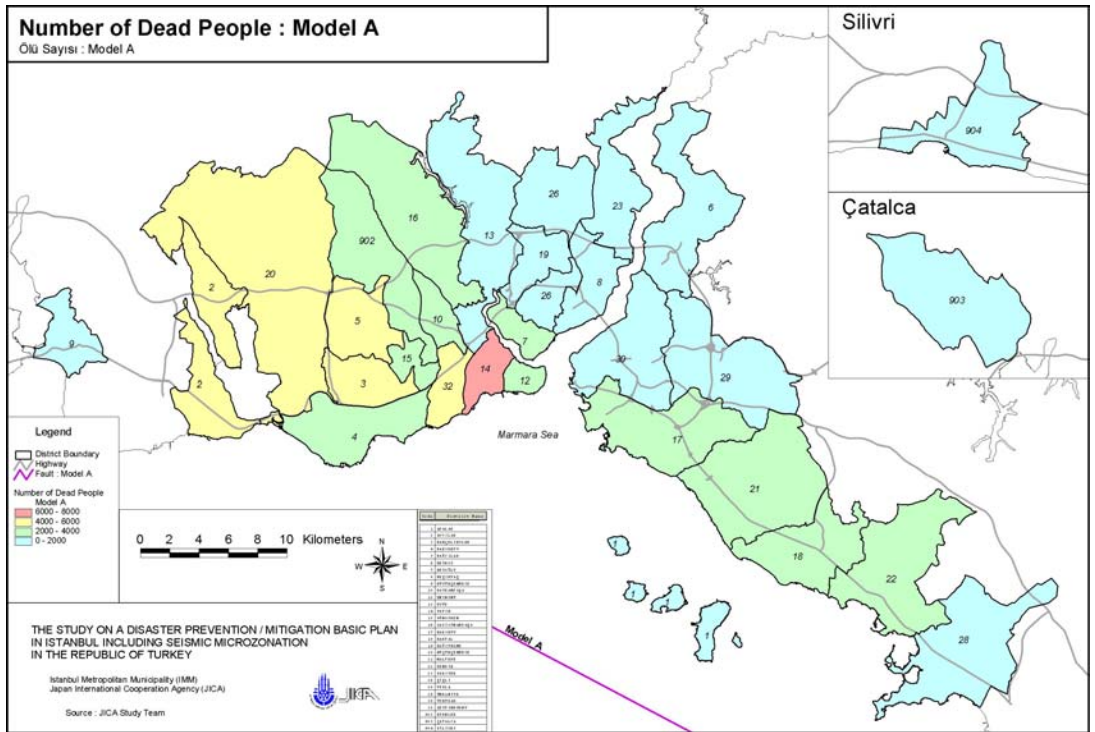 Number of Dead People : Model A
Ölü Sayısı : Model A
Silivri
904
Çatalca
903
26
23
6
16
13
902
19
20
2
8
26
5
10
7
9
15
30
29
14
3
32
12
2
4
17
Marmara Sea
21
18
22
1
1
1
1
28
Model A
Legend
District Boundary
Highway
Fault : Model A
Number of Dead People
Model A
6000 - 8000
4000 - 6000
2000 - 4000
0 - 2000
0 2 4 6 8 10 Kilometers
N
W E
S
THE STUDY ON A DISASTER PREVENTION / MITIGATION BASIC PLAN
IN ISTANBUL INCLUDING SEISMIC MICROZONATION
IN THE REPUBLIC OF TURKEY
Istanbul Metropolitan Municipality (IMM)
Japan International Cooperation Agency (JICA)
JICA
Source : JICA Study Team